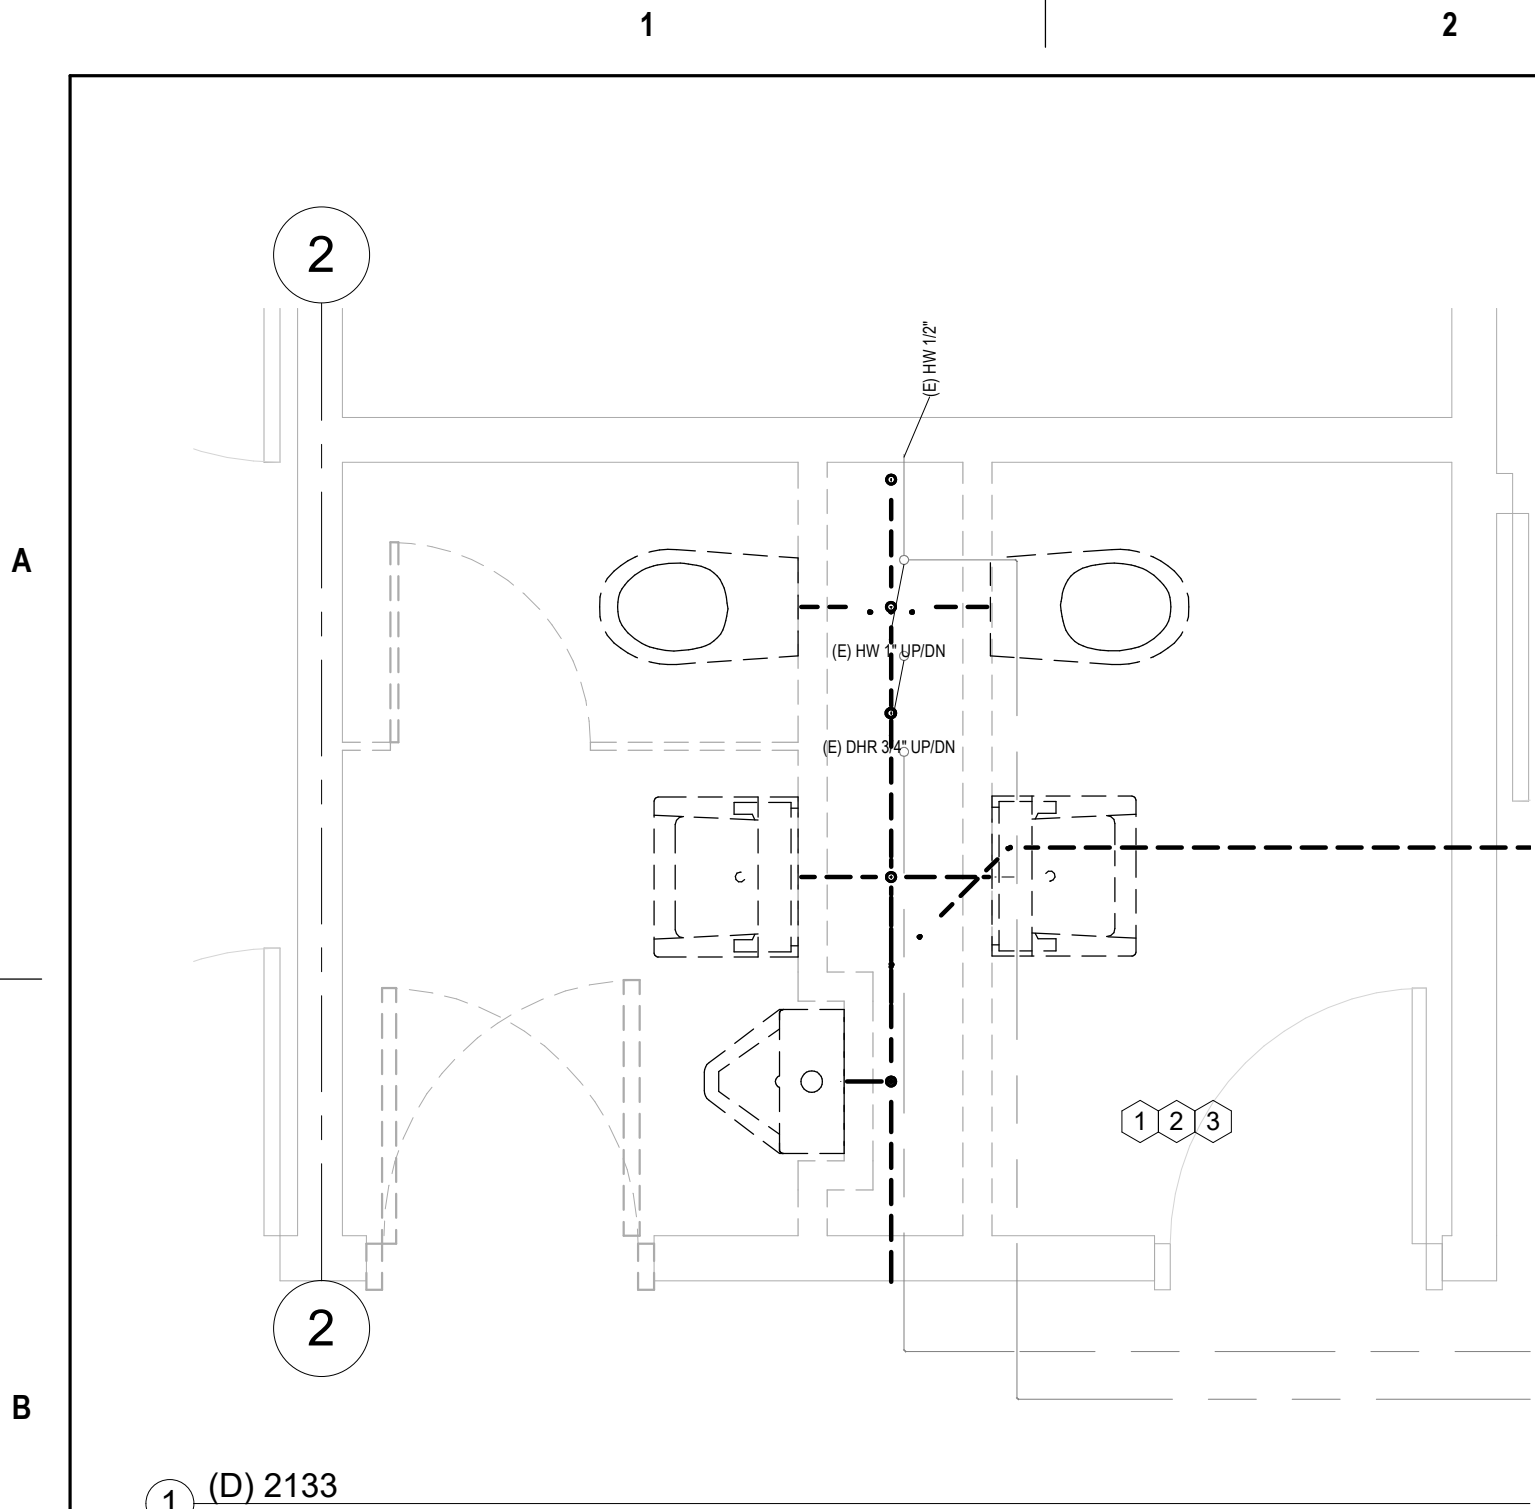 1 2
2
(E) HW 1/2"
A
(E) HW 1" UP/DN
(E) DHR 3/4" UP/DN
1 2 3
2
B
(D) 2133
1